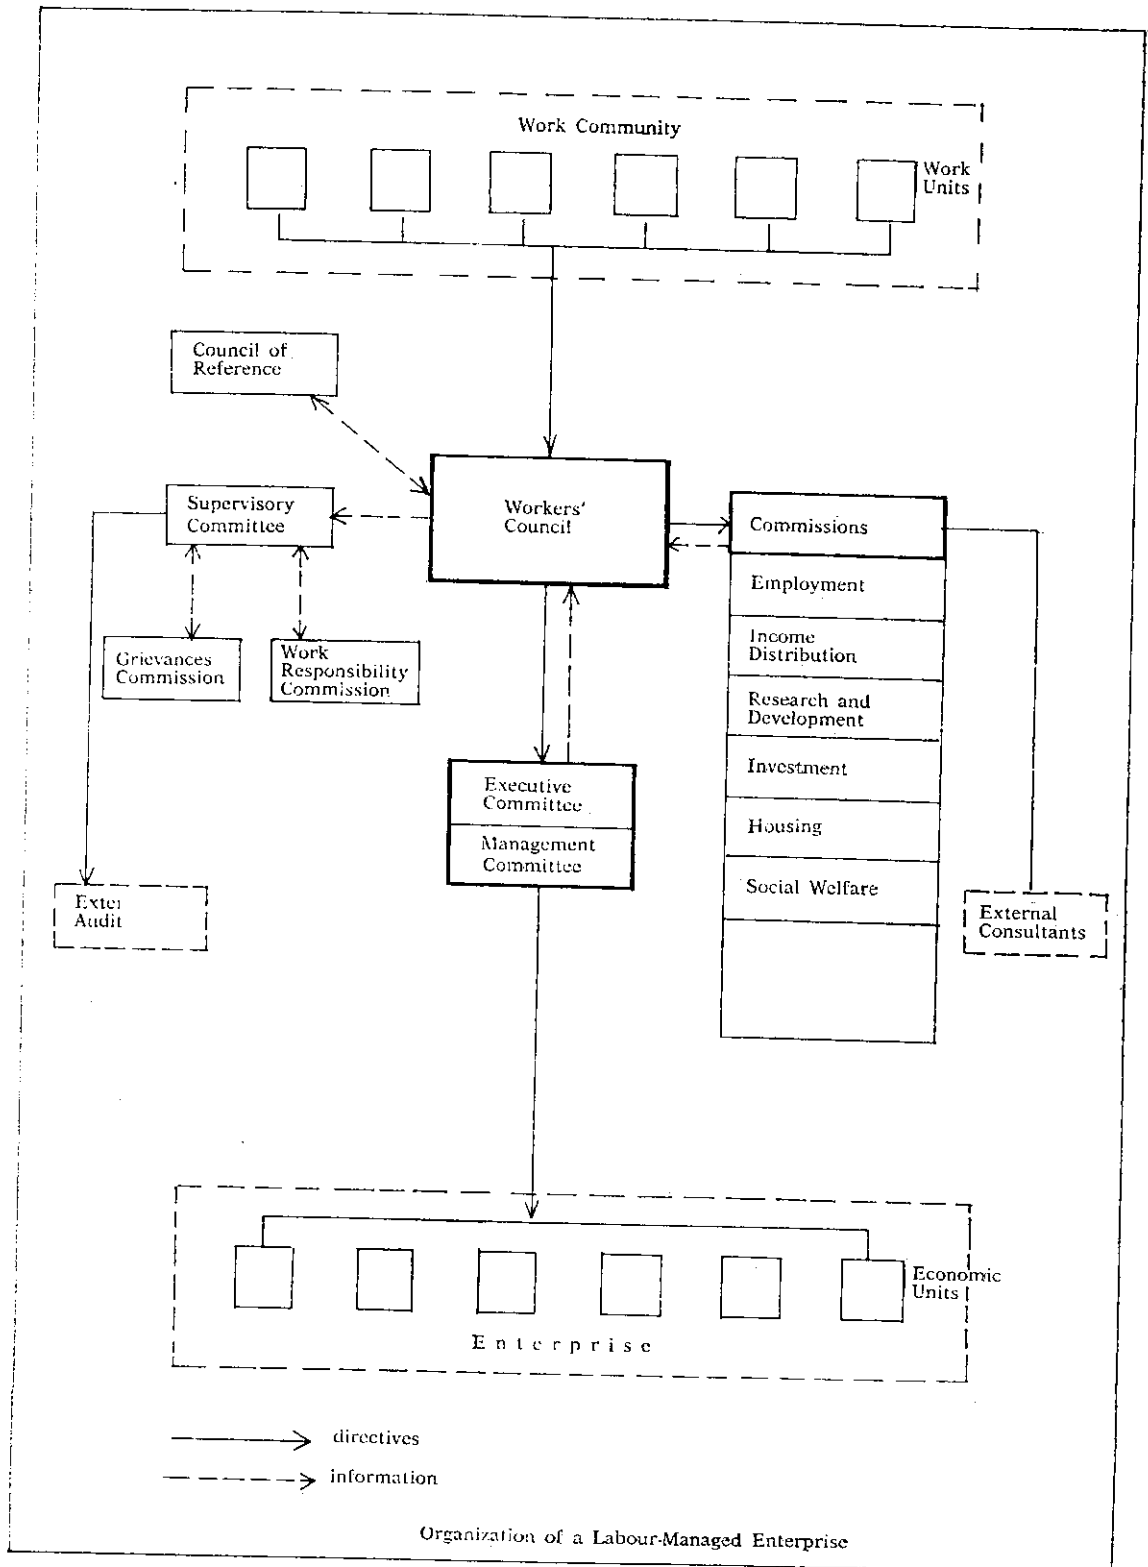 Work Community
Work
Units
Council of
Reference
Supervisory
Committee
Workers'
Council
Commissions
Employment
Grievances
Commission
Work
Responsibility
Commission
Income
Distribution
Research and
Development
Executive
Committee
Management
Committee
Investment
Housing
Social Welfare
Exter
Audit
External
Consultants
Economic
Units
Enterprise
directives
information
Organization of a Labour-Managed Enterprise